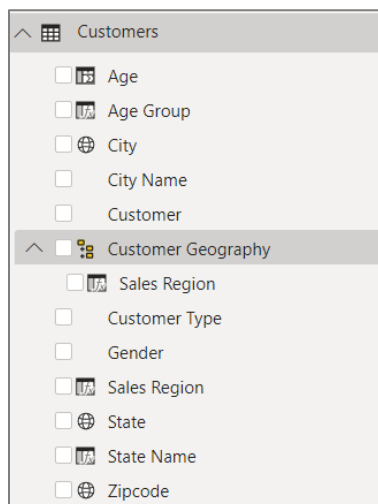 Customers
Age
Age Group
City
City Name
Customer
Customer Geography
Sales Region
Customer Type
Gender
Sales Region
State
State Name
Zipcode